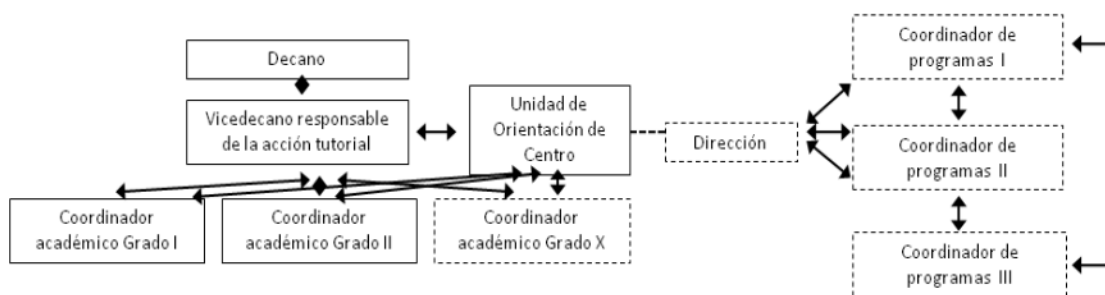 Decano
Vicedecano responsable
de la acción tutorial
Unidad de
Orientación de
Centro
Dirección
Coordinador de
programas I
Coordinador de
programas II
Coordinador de
programas III
Coordinador
académico Grado I
Coordinador
académico Grado II
Coordinador
académico Grado X